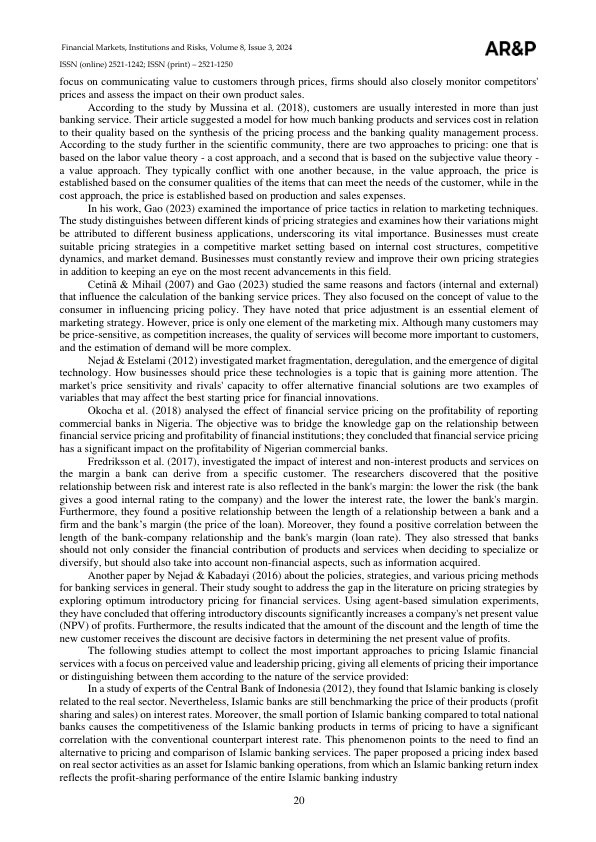 Financial Markets, Institutions and Risks, Volume 8, Issue 3, 2024
AR&P
ISSN (online) 2521-1242; ISSN (print) – 2521-1250
focus on communicating value to customers through prices, firms should also closely monitor competitors'
prices and assess the impact on their own product sales.
According to the study by Mussina et al. (2018), customers are usually interested in more than just
banking service. Their article suggested a model for how much banking products and services cost in relation
to their quality based on the synthesis of the pricing process and the banking quality management process.
According to the study further in the scientific community, there are two approaches to pricing: one that is
based on the labor value theory - a cost approach, and a second that is based on the subjective value theory -
a value approach. They typically conflict with one another because, in the value approach, the price is
established based on the consumer qualities of the items that can meet the needs of the customer, while in the
cost approach, the price is established based on production and sales expenses.
In his work, Gao (2023) examined the importance of price tactics in relation to marketing techniques.
The study distinguishes between different kinds of pricing strategies and examines how their variations might
be attributed to different business applications, underscoring its vital importance. Businesses must create
suitable pricing strategies in a competitive market setting based on internal cost structures, competitive
dynamics, and market demand. Businesses must constantly review and improve their own pricing strategies
in addition to keeping an eye on the most recent advancements in this field.
Cetină & Mihail (2007) and Gao (2023) studied the same reasons and factors (internal and external)
that influence the calculation of the banking service prices. They also focused on the concept of value to the
consumer in influencing pricing policy. They have noted that price adjustment is an essential element of
marketing strategy. However, price is only one element of the marketing mix. Although many customers may
be price-sensitive, as competition increases, the quality of services will become more important to customers,
and the estimation of demand will be more complex.
Nejad & Estelami (2012) investigated market fragmentation, deregulation, and the emergence of digital
technology. How businesses should price these technologies is a topic that is gaining more attention. The
market's price sensitivity and rivals' capacity to offer alternative financial solutions are two examples of
variables that may affect the best starting price for financial innovations.
Okocha et al. (2018) analysed the effect of financial service pricing on the profitability of reporting
commercial banks in Nigeria. The objective was to bridge the knowledge gap on the relationship between
financial service pricing and profitability of financial institutions; they concluded that financial service pricing
has a significant impact on the profitability of Nigerian commercial banks.
Fredriksson et al. (2017), investigated the impact of interest and non-interest products and services on
the margin a bank can derive from a specific customer. The researchers discovered that the positive
relationship between risk and interest rate is also reflected in the bank's margin: the lower the risk (the bank
gives a good internal rating to the company) and the lower the interest rate, the lower the bank's margin.
Furthermore, they found a positive relationship between the length of a relationship between a bank and a
firm and the bank’s margin (the price of the loan). Moreover, they found a positive correlation between the
length of the bank-company relationship and the bank's margin (loan rate). They also stressed that banks
should not only consider the financial contribution of products and services when deciding to specialize or
diversify, but should also take into account non-financial aspects, such as information acquired.
Another paper by Nejad & Kabadayi (2016) about the policies, strategies, and various pricing methods
for banking services in general. Their study sought to address the gap in the literature on pricing strategies by
exploring optimum introductory pricing for financial services. Using agent-based simulation experiments,
they have concluded that offering introductory discounts significantly increases a company's net present value
(NPV) of profits. Furthermore, the results indicated that the amount of the discount and the length of time the
new customer receives the discount are decisive factors in determining the net present value of profits.
The following studies attempt to collect the most important approaches to pricing Islamic financial
services with a focus on perceived value and leadership pricing, giving all elements of pricing their importance
or distinguishing between them according to the nature of the service provided:
In a study of experts of the Central Bank of Indonesia (2012), they found that Islamic banking is closely
related to the real sector. Nevertheless, Islamic banks are still benchmarking the price of their products (profit
sharing and sales) on interest rates. Moreover, the small portion of Islamic banking compared to total national
banks causes the competitiveness of the Islamic banking products in terms of pricing to have a significant
correlation with the conventional counterpart interest rate. This phenomenon points to the need to find an
alternative to pricing and comparison of Islamic banking services. The paper proposed a pricing index based
on real sector activities as an asset for Islamic banking operations, from which an Islamic banking return index
reflects the profit-sharing performance of the entire Islamic banking industry
20